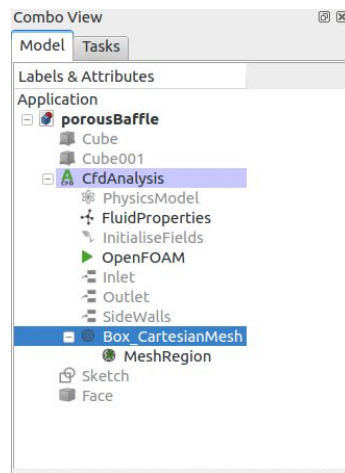 Combo View
Model Tasks
Labels & Attributes
Application
porousBaffle
Cube
Cube001
CfdAnalysis
PhysicsModel
FluidProperties
InitialiseFields
OpenFOAM
Inlet
Outlet
SideWalls
Box_CartesianMesh
MeshRegion
Sketch
Face